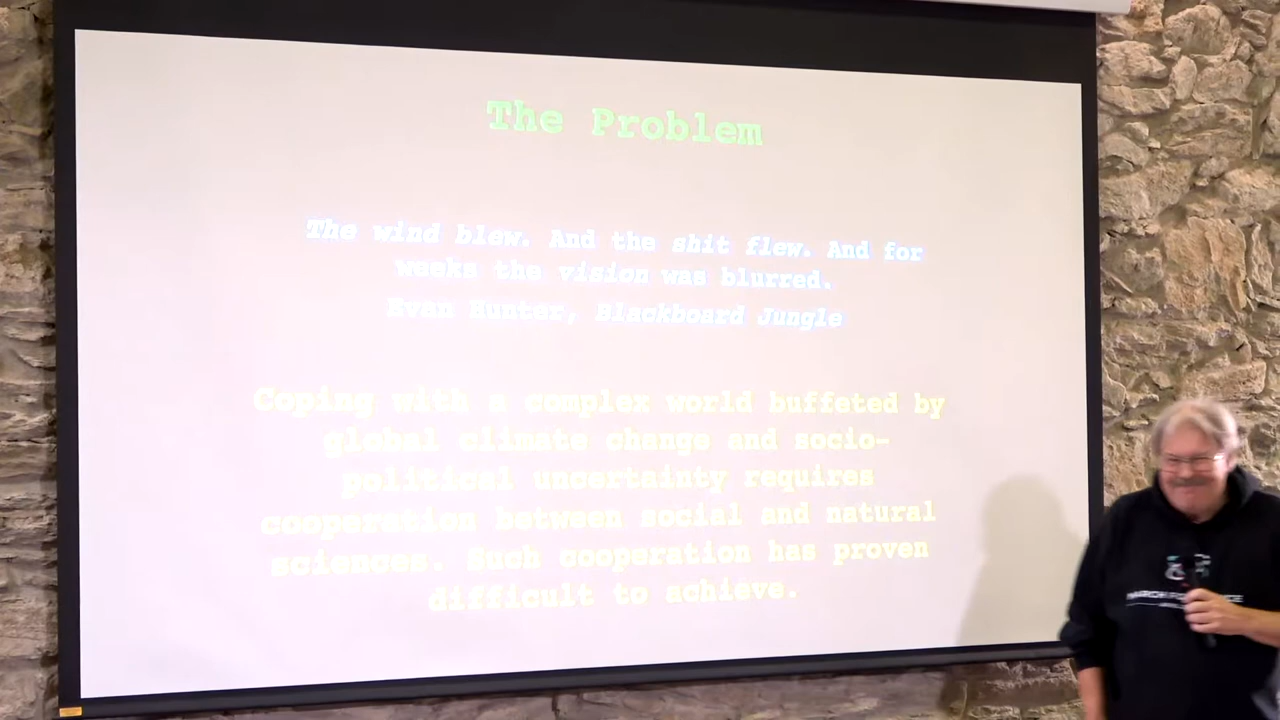 The Problem
The wind blew. And the shit flew. And for
weeks the vision was blurred.
Evan Hunter, Blackboard Jungle
Coping with a complex world buffeted by
global climate change and socio-
political uncertainty requires
cooperation between social and natural
sciences. Such cooperation has proven
difficult to achieve.